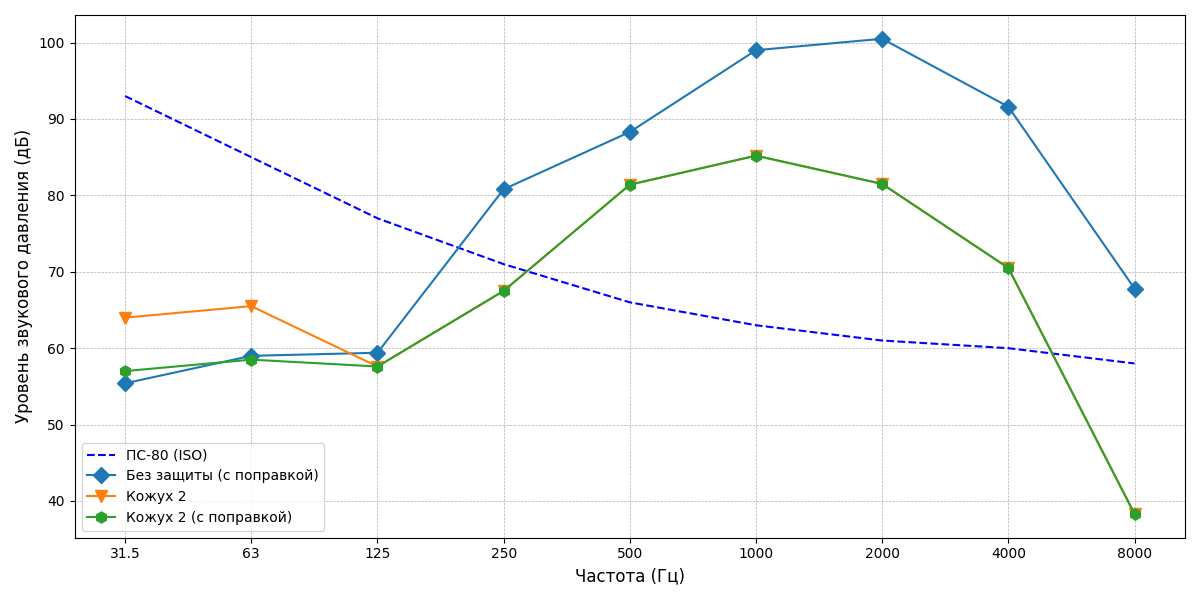 Уровень звукового давления (дБ)
100
90
80
70
60
50
40
ПС-80 (ISO)
Без защиты (с поправкой)
Кожух 2
Кожух 2 (с поправкой)
31.5 63 125 250 500 1000 2000 4000 8000
Частота (Гц)